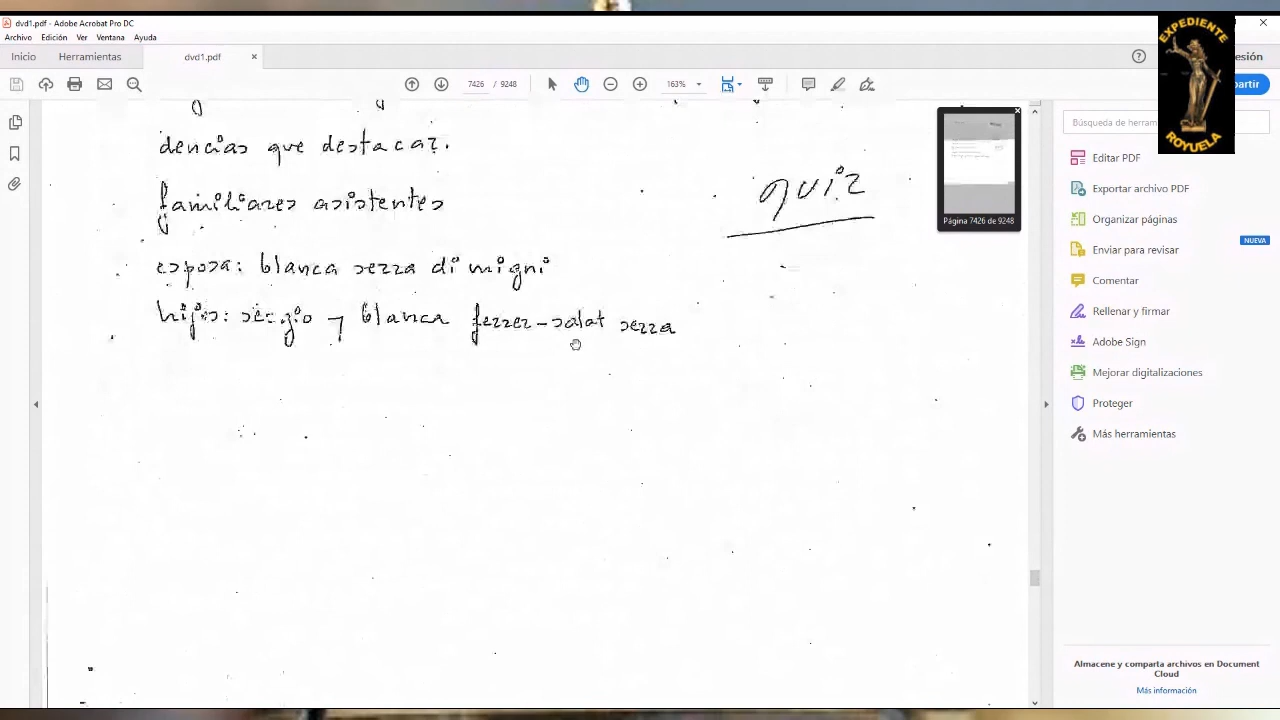 dvd1.pdf - Adobe Acrobat Pro DC
Archivo Edición Ver Ventana Ayuda
Inicio Herramientas dvd1.pdf
7426 / 9248 163%
esión
artir
EXPEDIENTE
ROYUELA
dencias que destacar.
familiares asistentes
quiz
esposa: blanca serra di migni
hijos: sergio y blanca ferrer-salat serra
Página 7426 de 9248
Búsqueda de herram
Editar PDF
Exportar archivo PDF
Organizar páginas
Enviar para revisar
NUEVA
Comentar
Rellenar y firmar
Adobe Sign
Mejorar digitalizaciones
Proteger
Más herramientas
Almacene y comparta archivos en Document
Cloud
Más información